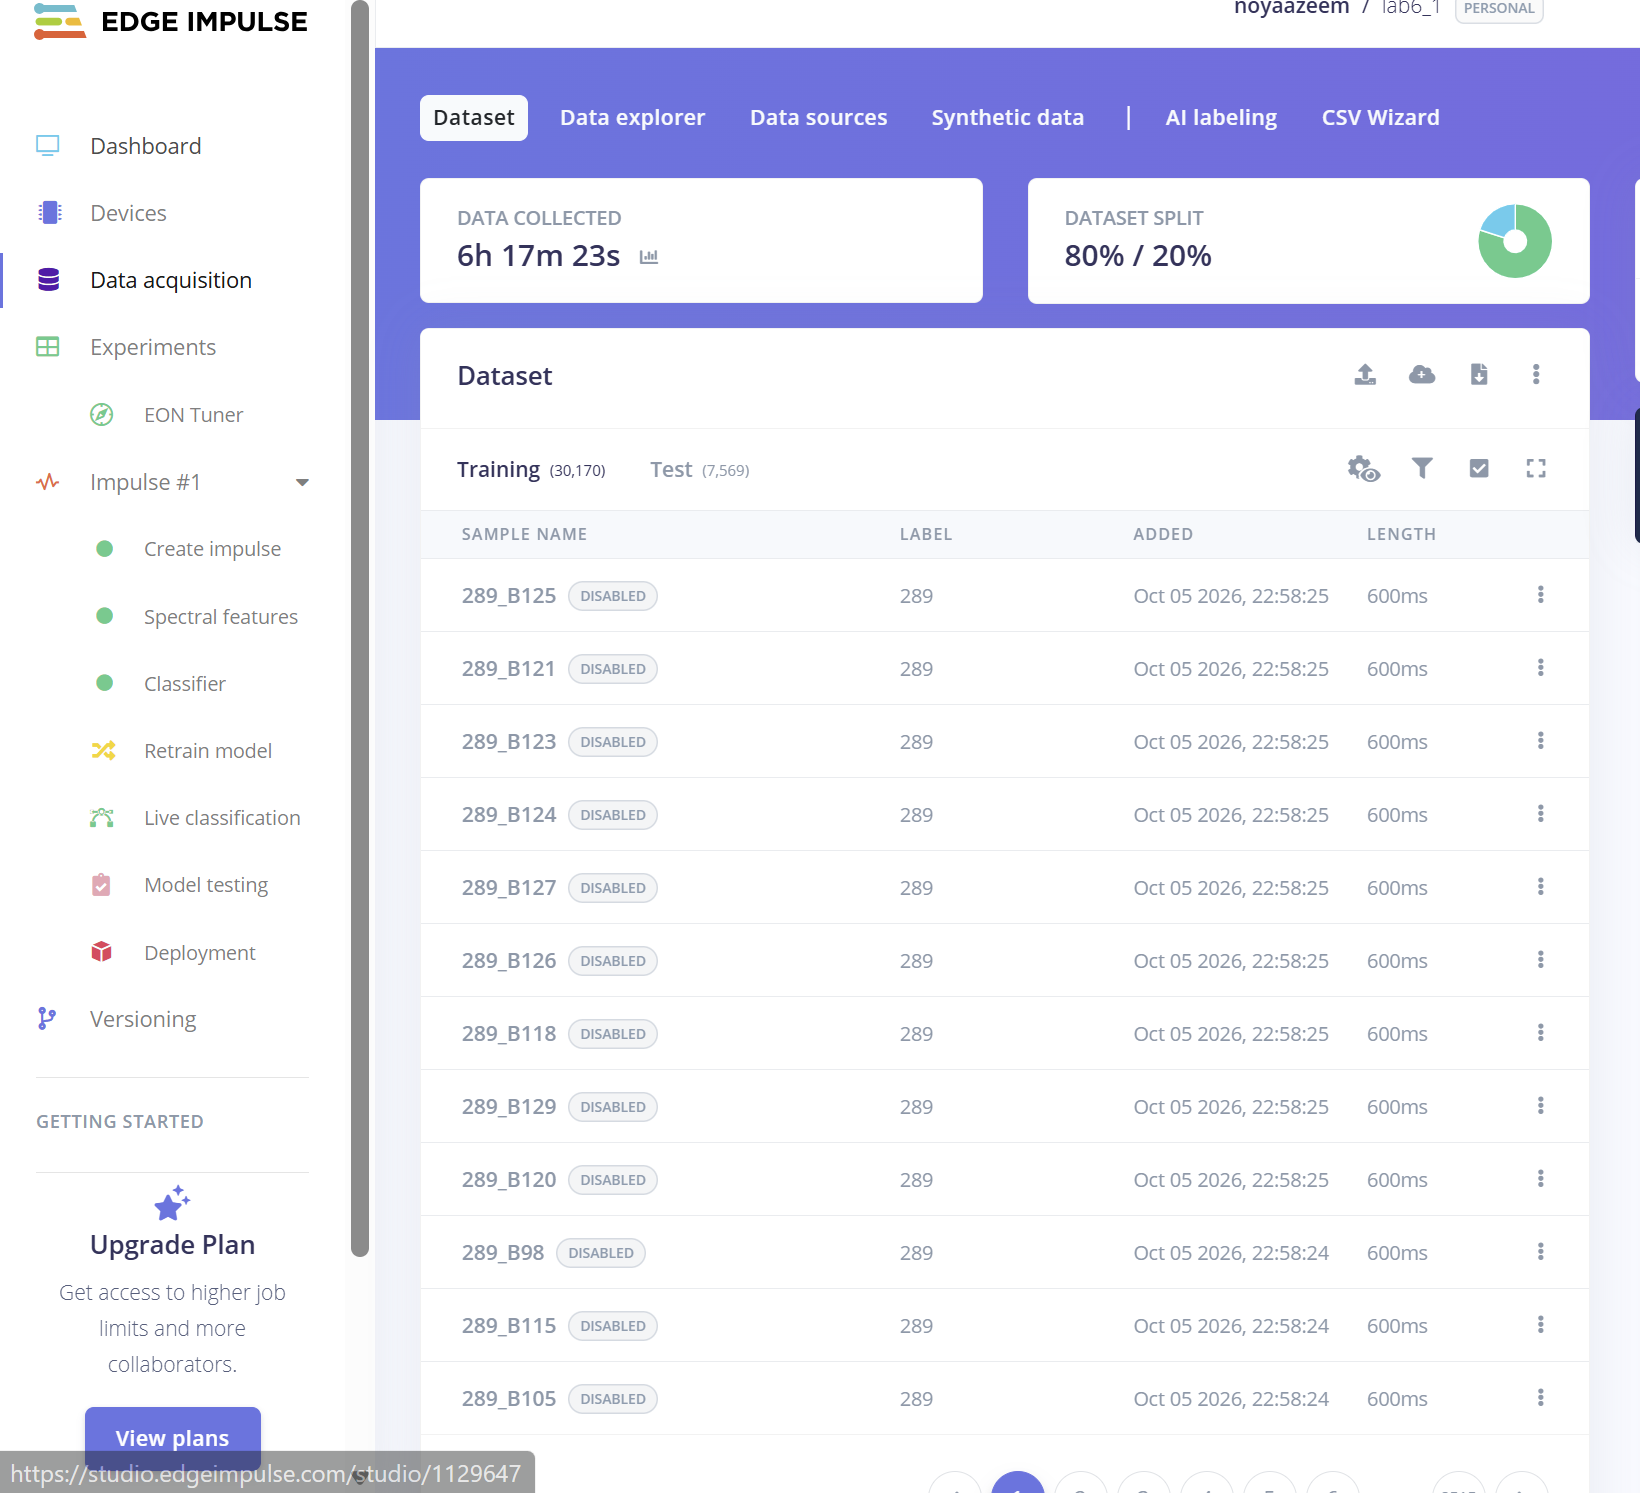 EDGE IMPULSE
Dashboard
Devices
Data acquisition
Experiments
EON Tuner
Impulse #1
Create impulse
Spectral features
Classifier
Retrain model
Live classification
Model testing
Deployment
Versioning
GETTING STARTED
Upgrade Plan
Get access to higher job
limits and more
collaborators.
View plans
https://studio.edgeimpulse.com/studio/1129647
noyaazeem / lab6_1 PERSONAL
Dataset Data explorer Data sources Synthetic data | AI labeling CSV Wizard
DATA COLLECTED
6h 17m 23s
DATASET SPLIT
80% / 20%
Dataset
Training (30,170) Test (7,569)
SAMPLE NAME LABEL ADDED LENGTH
289_B125 DISABLED 289 Oct 05 2026, 22:58:25 600ms
289_B121 DISABLED 289 Oct 05 2026, 22:58:25 600ms
289_B123 DISABLED 289 Oct 05 2026, 22:58:25 600ms
289_B124 DISABLED 289 Oct 05 2026, 22:58:25 600ms
289_B127 DISABLED 289 Oct 05 2026, 22:58:25 600ms
289_B126 DISABLED 289 Oct 05 2026, 22:58:25 600ms
289_B118 DISABLED 289 Oct 05 2026, 22:58:25 600ms
289_B129 DISABLED 289 Oct 05 2026, 22:58:25 600ms
289_B120 DISABLED 289 Oct 05 2026, 22:58:25 600ms
289_B98 DISABLED 289 Oct 05 2026, 22:58:24 600ms
289_B115 DISABLED 289 Oct 05 2026, 22:58:24 600ms
289_B105 DISABLED 289 Oct 05 2026, 22:58:24 600ms